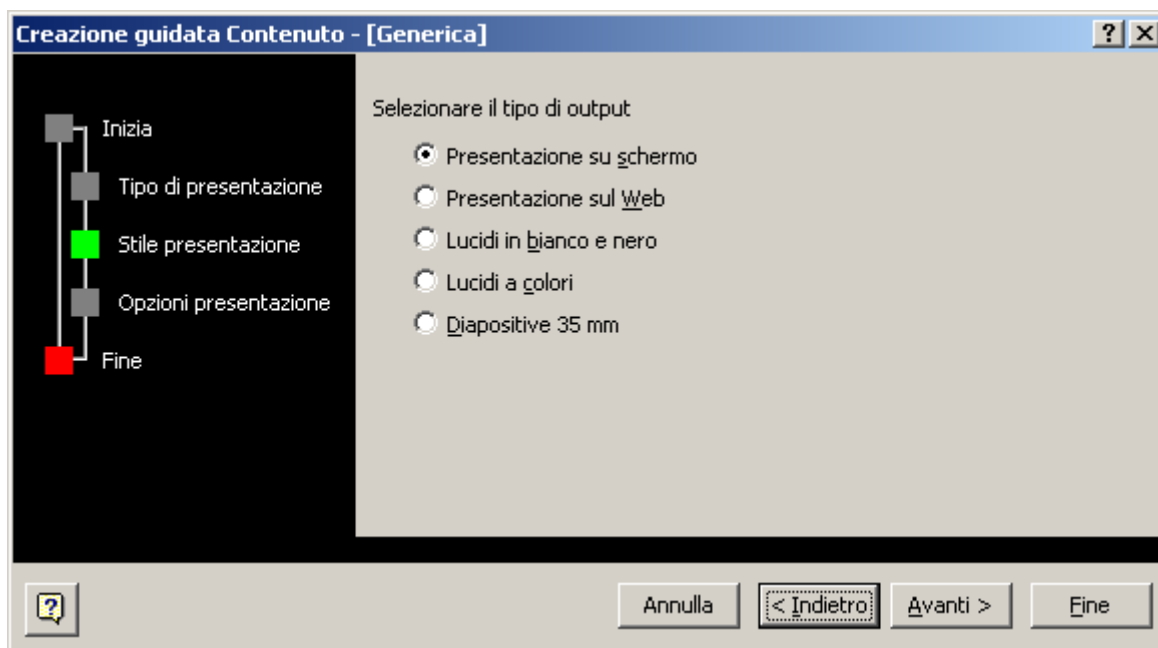 Creazione guidata Contenuto - [Generica]
Inizia
Tipo di presentazione
Stile presentazione
Opzioni presentazione
Fine
Selezionare il tipo di output
Presentazione su schermo
Presentazione sul Web
Lucidi in bianco e nero
Lucidi a colori
Diapositive 35 mm
Annulla
< Indietro
Avanti >
Fine